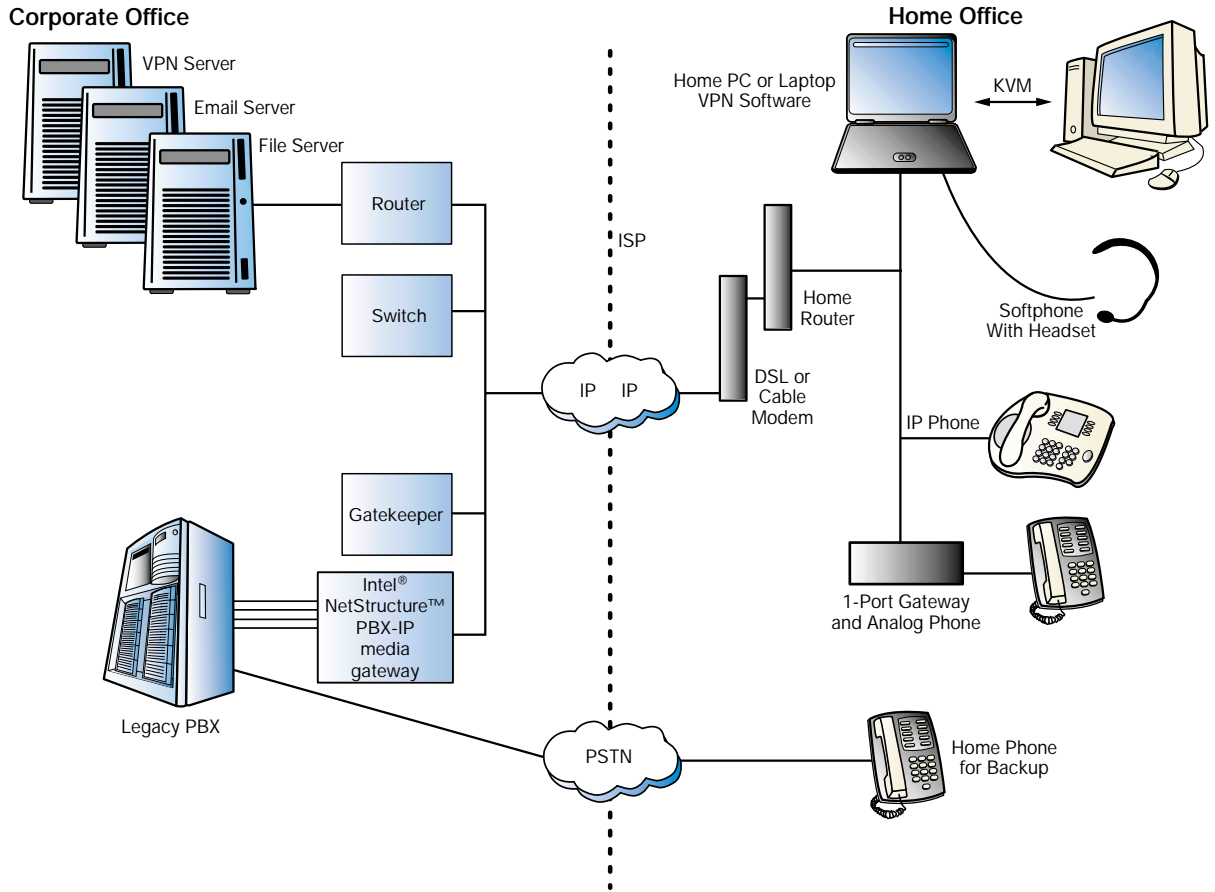 Corporate Office
VPN Server
Email Server
File Server
Router
Switch
Gatekeeper
Intel®
NetStructure™
PBX-IP
media
gateway
Legacy PBX
ISP
IP IP
PSTN
Home Office
Home PC or Laptop
VPN Software
KVM
Home
Router
DSL or
Cable
Modem
Softphone
With Headset
IP Phone
1-Port Gateway
and Analog Phone
Home Phone
for Backup